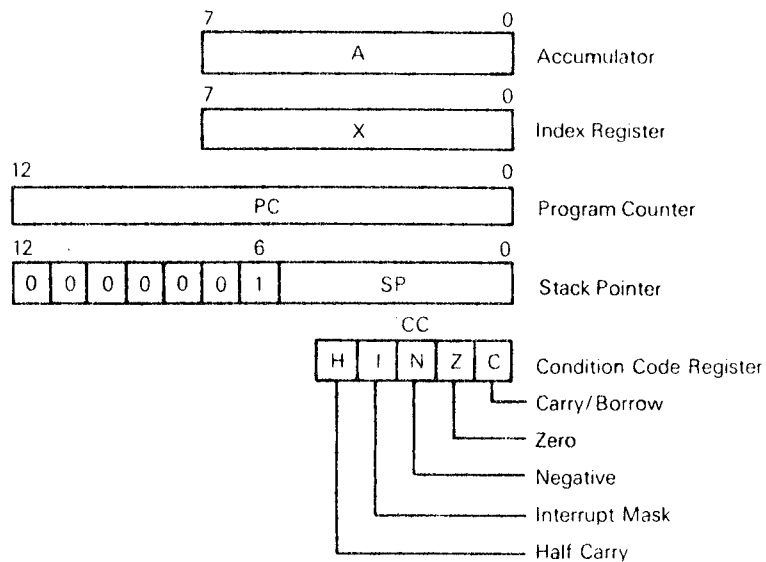 7 0
A Accumulator
7 0
X Index Register
12 0
PC Program Counter
12 6 0
0 0 0 0 0 0 1 SP Stack Pointer
CC
H I N Z C Condition Code Register
Carry/Borrow
Zero
Negative
Interrupt Mask
Half Carry